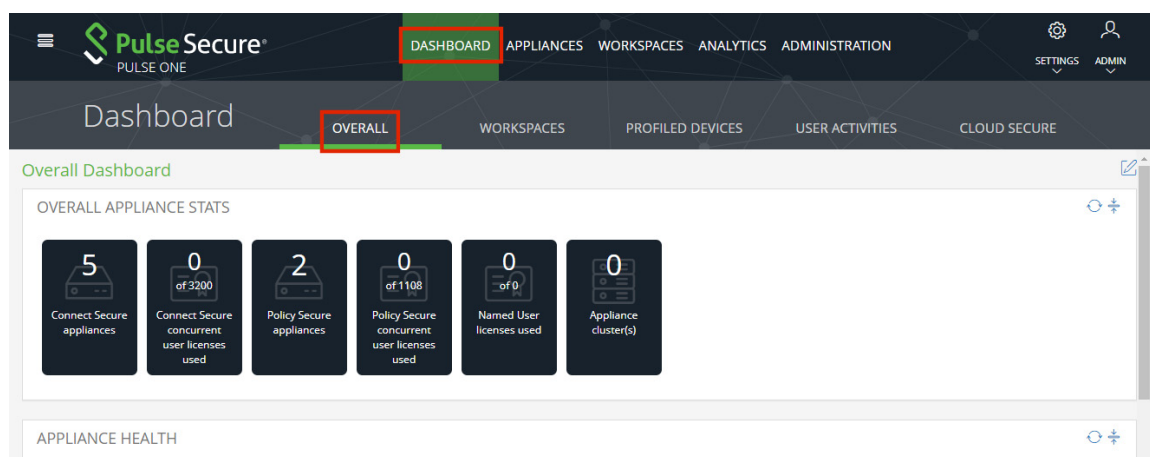 Pulse Secure®
PULSE ONE
DASHBOARD APPLIANCES WORKSPACES ANALYTICS ADMINISTRATION
SETTINGS ADMIN
Dashboard
OVERALL WORKSPACES PROFILED DEVICES USER ACTIVITIES CLOUD SECURE
Overall Dashboard
OVERALL APPLIANCE STATS
5
Connect Secure
appliances
0
of 3200
Connect Secure
concurrent
user licenses
used
2
Policy Secure
appliances
0
of 1108
Policy Secure
concurrent
user licenses
used
0
of 0
Named User
licenses used
0
Appliance
cluster(s)
APPLIANCE HEALTH